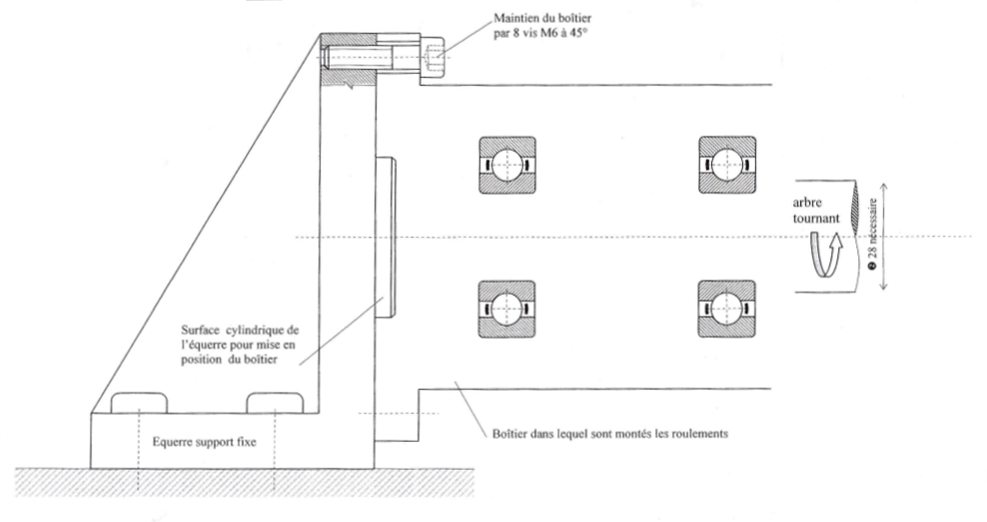 Maintien du boîtier
par 8 vis M6 à 45°
arbre
tournant
❷ 28 nécessaire
Surface cylindrique de
l'équerre pour mise en
position du boîtier
Equerre support fixe
Boîtier dans lequel sont montés les roulements